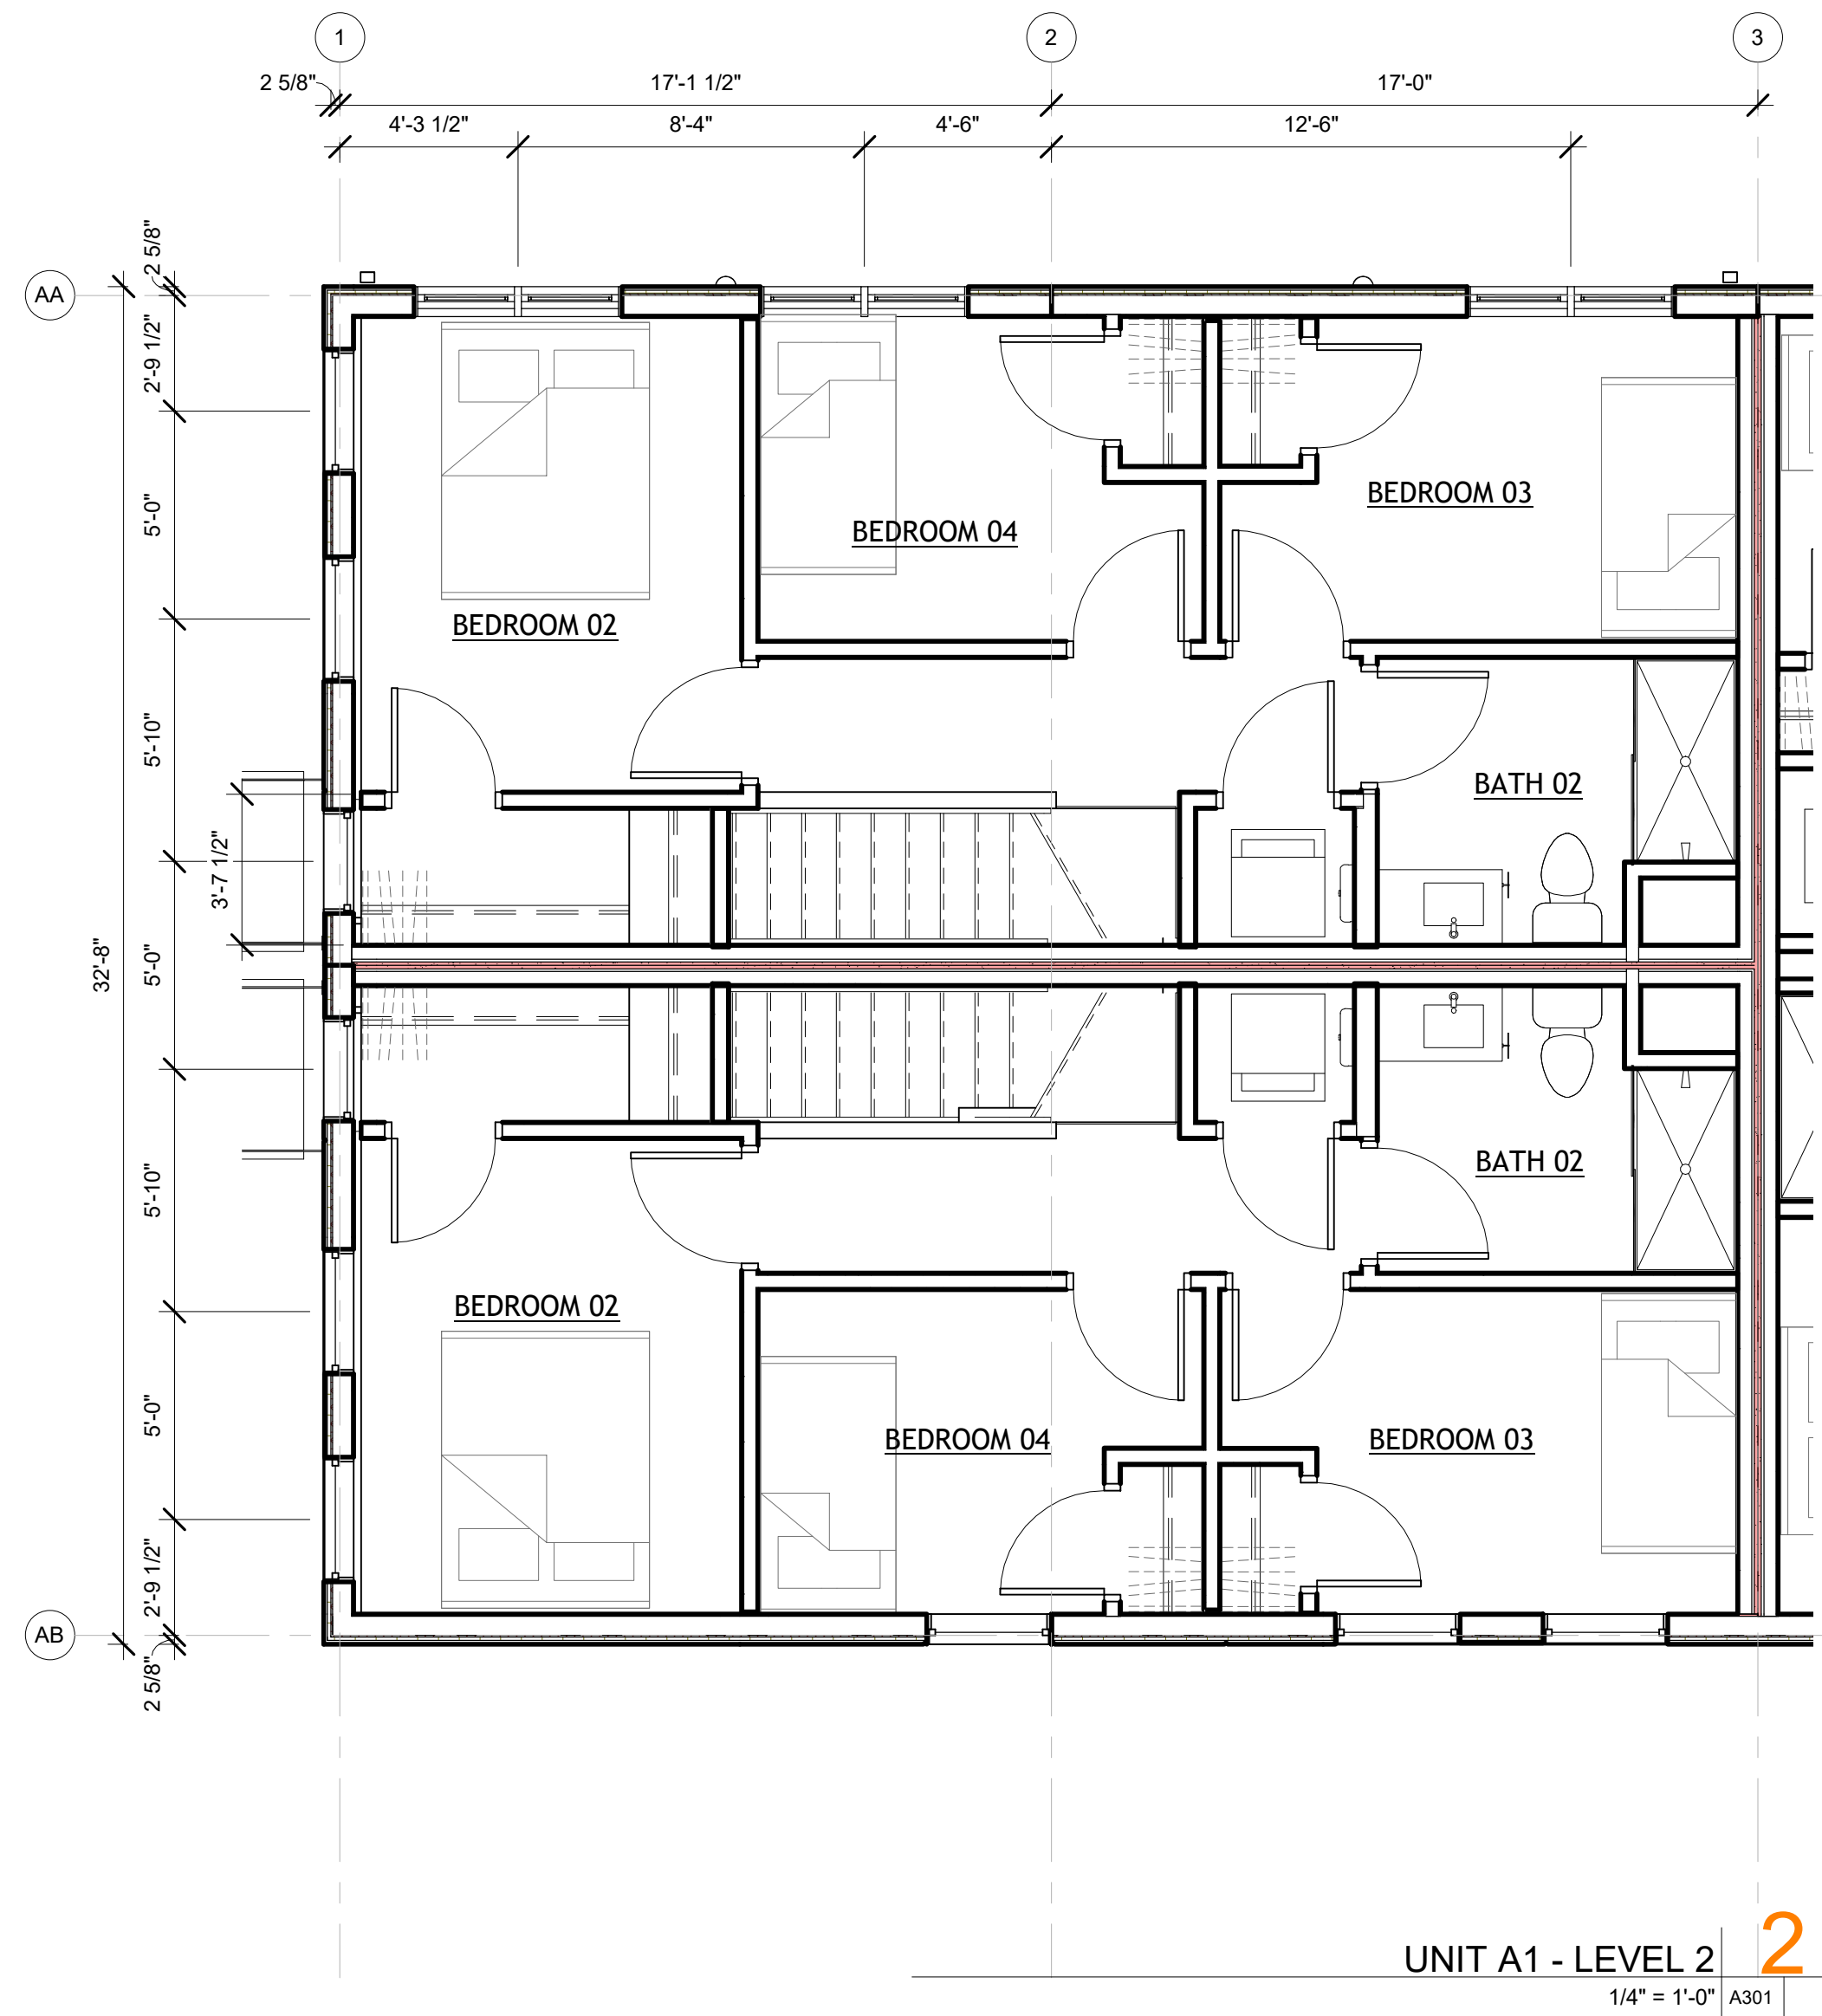 1
2
3
2 5/8"
17'-1 1/2"
17'-0"
4'-3 1/2"
8'-4"
4'-6"
12'-6"
AA
2 5/8"
2'-9 1/2"
5'-0"
5'-10"
3'-7 1/2"
5'-0"
32'-8"
5'-10"
5'-0"
2'-9 1/2"
2 5/8"
AB
BEDROOM 03
BEDROOM 04
BEDROOM 02
BATH 02
BATH 02
BEDROOM 02
BEDROOM 04
BEDROOM 03
UNIT A1 - LEVEL 2
2
1/4" = 1'-0"
A301